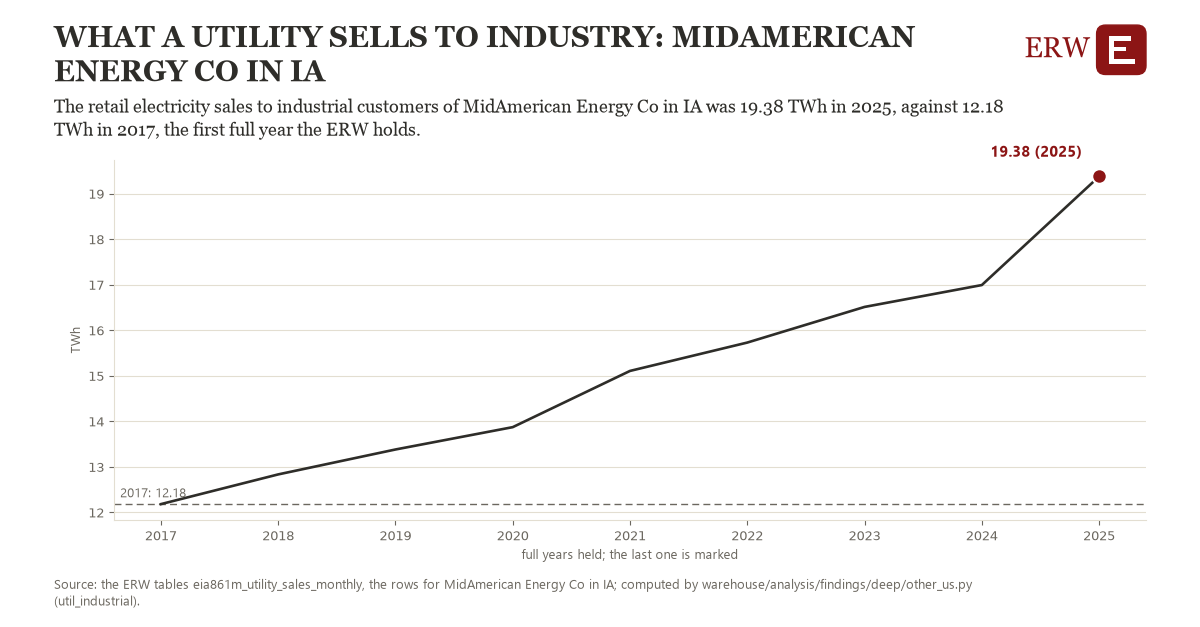 WHAT A UTILITY SELLS TO INDUSTRY: MIDAMERICAN
ENERGY CO IN IA
ERW E
The retail electricity sales to industrial customers of MidAmerican Energy Co in IA was 19.38 TWh in 2025, against 12.18
TWh in 2017, the first full year the ERW holds.
19.38 (2025)
19
18
17
16
15
14
13
12
TWh
2017: 12.18
2017 2018 2019 2020 2021 2022 2023 2024 2025
full years held; the last one is marked
Source: the ERW tables eia861m_utility_sales_monthly, the rows for MidAmerican Energy Co in IA; computed by warehouse/analysis/findings/deep/other_us.py
(util_industrial).